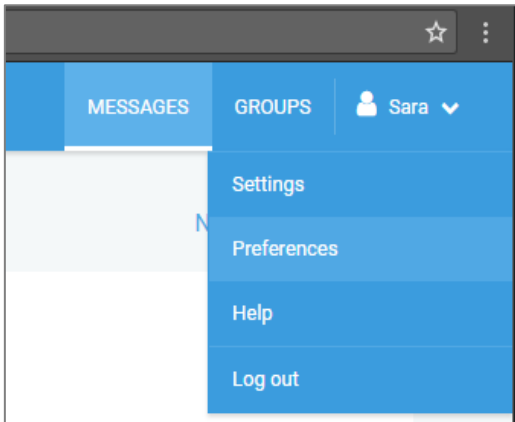 MESSAGES GROUPS Sara
Settings
N
Preferences
Help
Log out